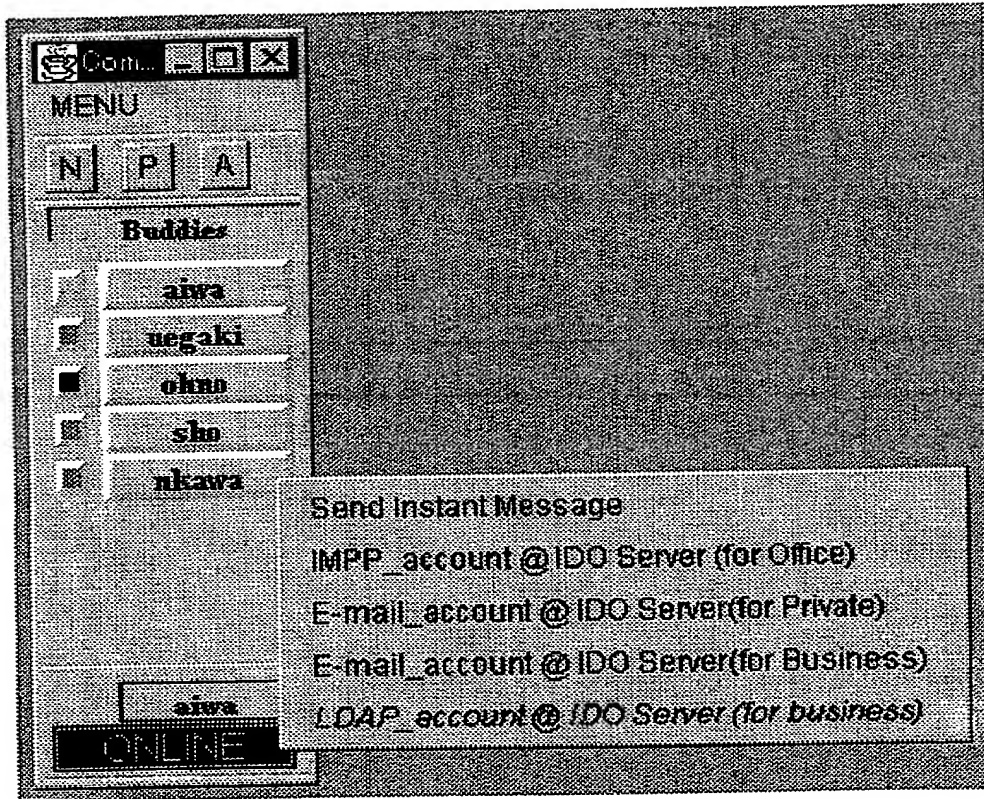 Com...
MENU
N P A
Buddies
aiwa
uegaki
ohno
sho
nkawa
Send Instant Message
IMPP_account @ IDO Server (for Office)
E-mail_account @ IDO Server(for Private)
E-mail_account @ IDO Server(for Business)
LDAP_account@ IDO Server (for business)
aiwa
ONLINE